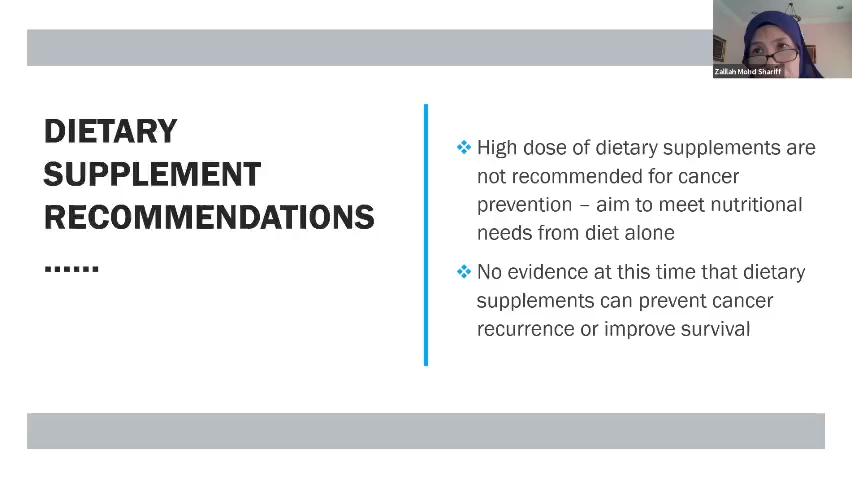 Zalilah Mohd Shariff
DIETARY
SUPPLEMENT
RECOMMENDATIONS
......
❖ High dose of dietary supplements are
not recommended for cancer
prevention – aim to meet nutritional
needs from diet alone
❖ No evidence at this time that dietary
supplements can prevent cancer
recurrence or improve survival